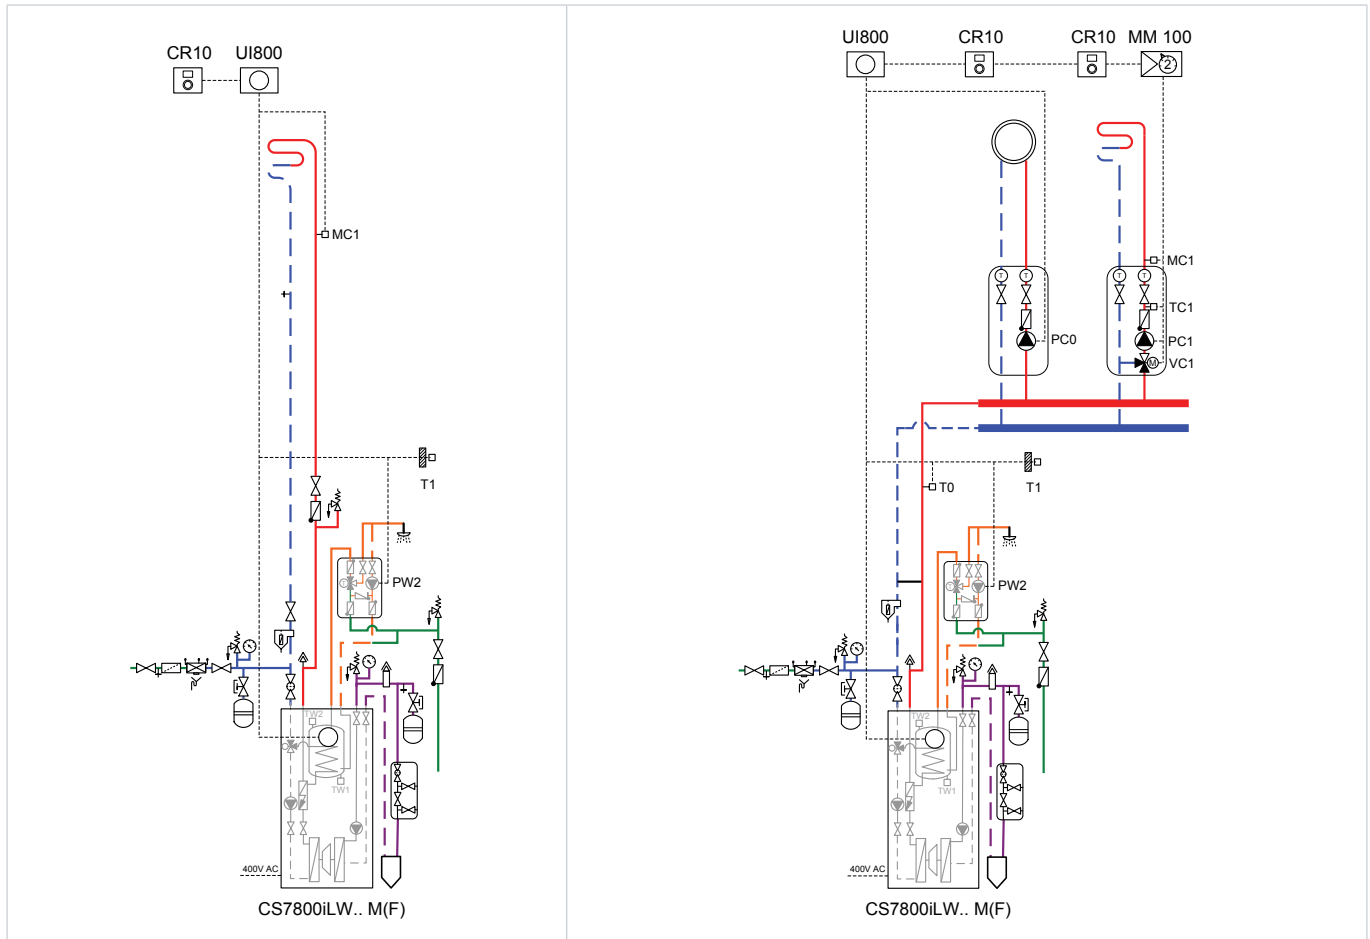 CR10 UI800
MC1
T1
PW2
TW2
TW1
400V AC
CS7800iLW.. M(F)
UI800 CR10 CR10 MM 100
2
T T T T
MC1
TC1
PC0 PC1
M VC1
T0 T1
T PW2
TW2
TW1
400V AC
CS7800iLW.. M(F)